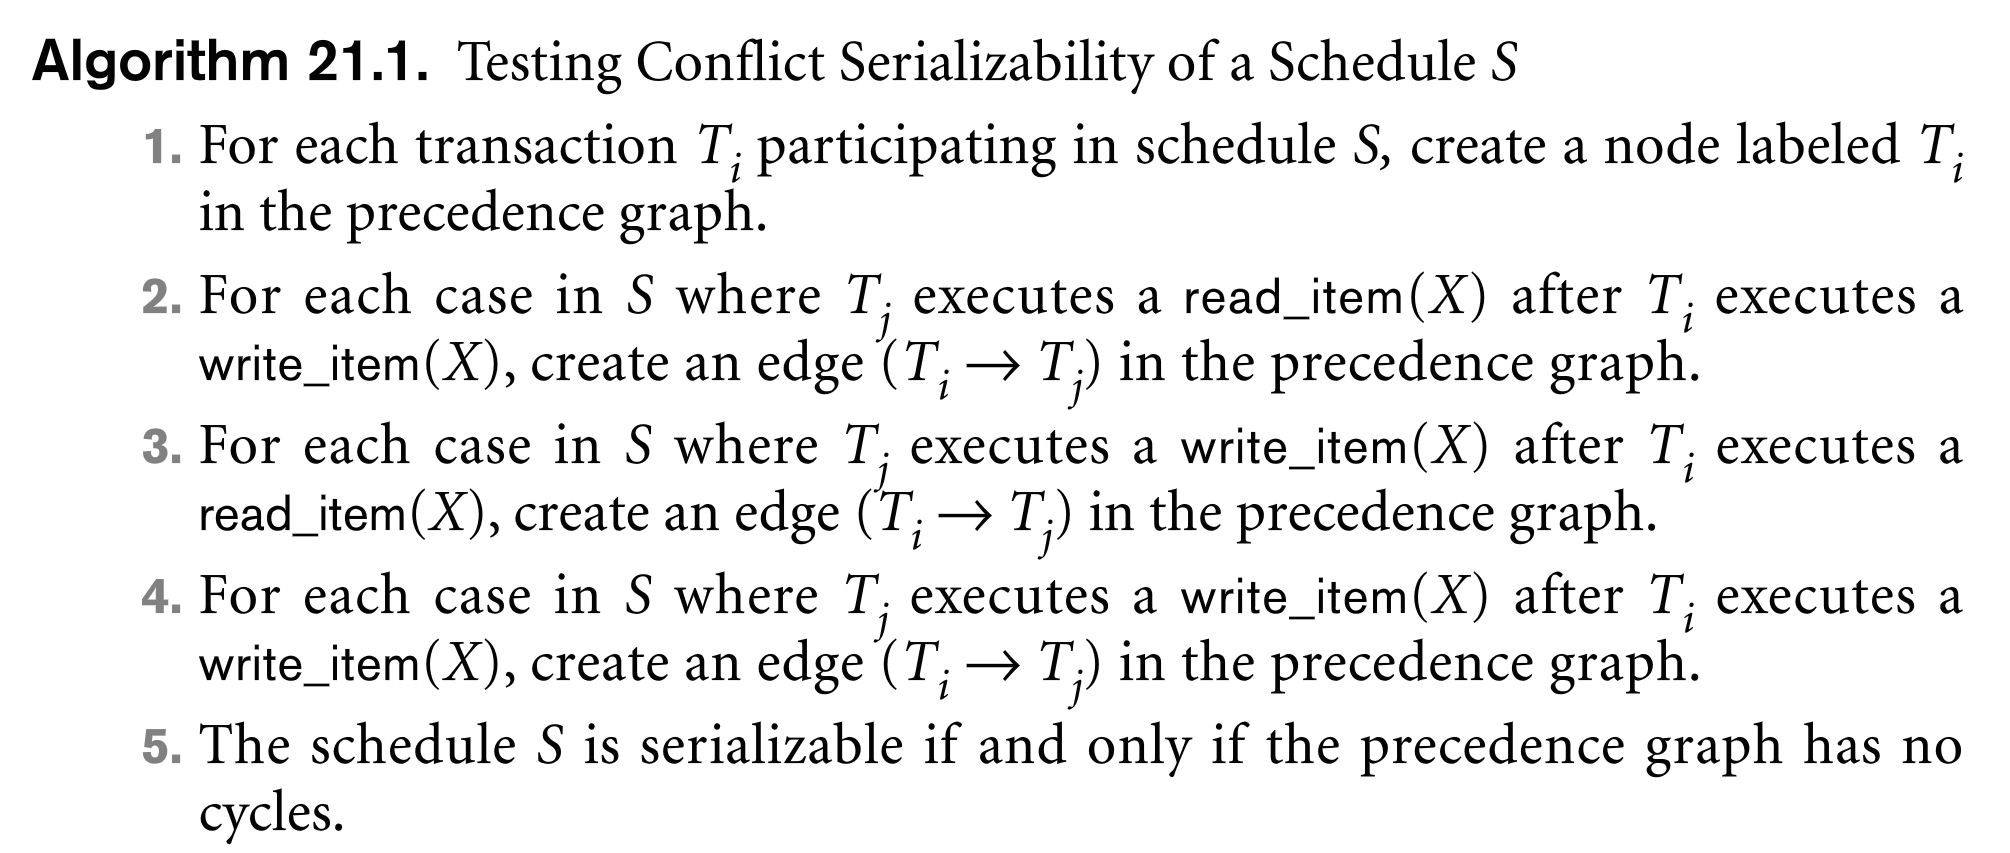 Algorithm 21.1. Testing Conflict Serializability of a Schedule S
1. For each transaction Tᵢ participating in schedule S, create a node labeled Tᵢ
in the precedence graph.
2. For each case in S where Tⱼ executes a read_item(X) after Tᵢ executes a
write_item(X), create an edge (Tᵢ → Tⱼ) in the precedence graph.
3. For each case in S where Tⱼ executes a write_item(X) after Tᵢ executes a
read_item(X), create an edge (Tᵢ → Tⱼ) in the precedence graph.
4. For each case in S where Tⱼ executes a write_item(X) after Tᵢ executes a
write_item(X), create an edge (Tᵢ → Tⱼ) in the precedence graph.
5. The schedule S is serializable if and only if the precedence graph has no
cycles.